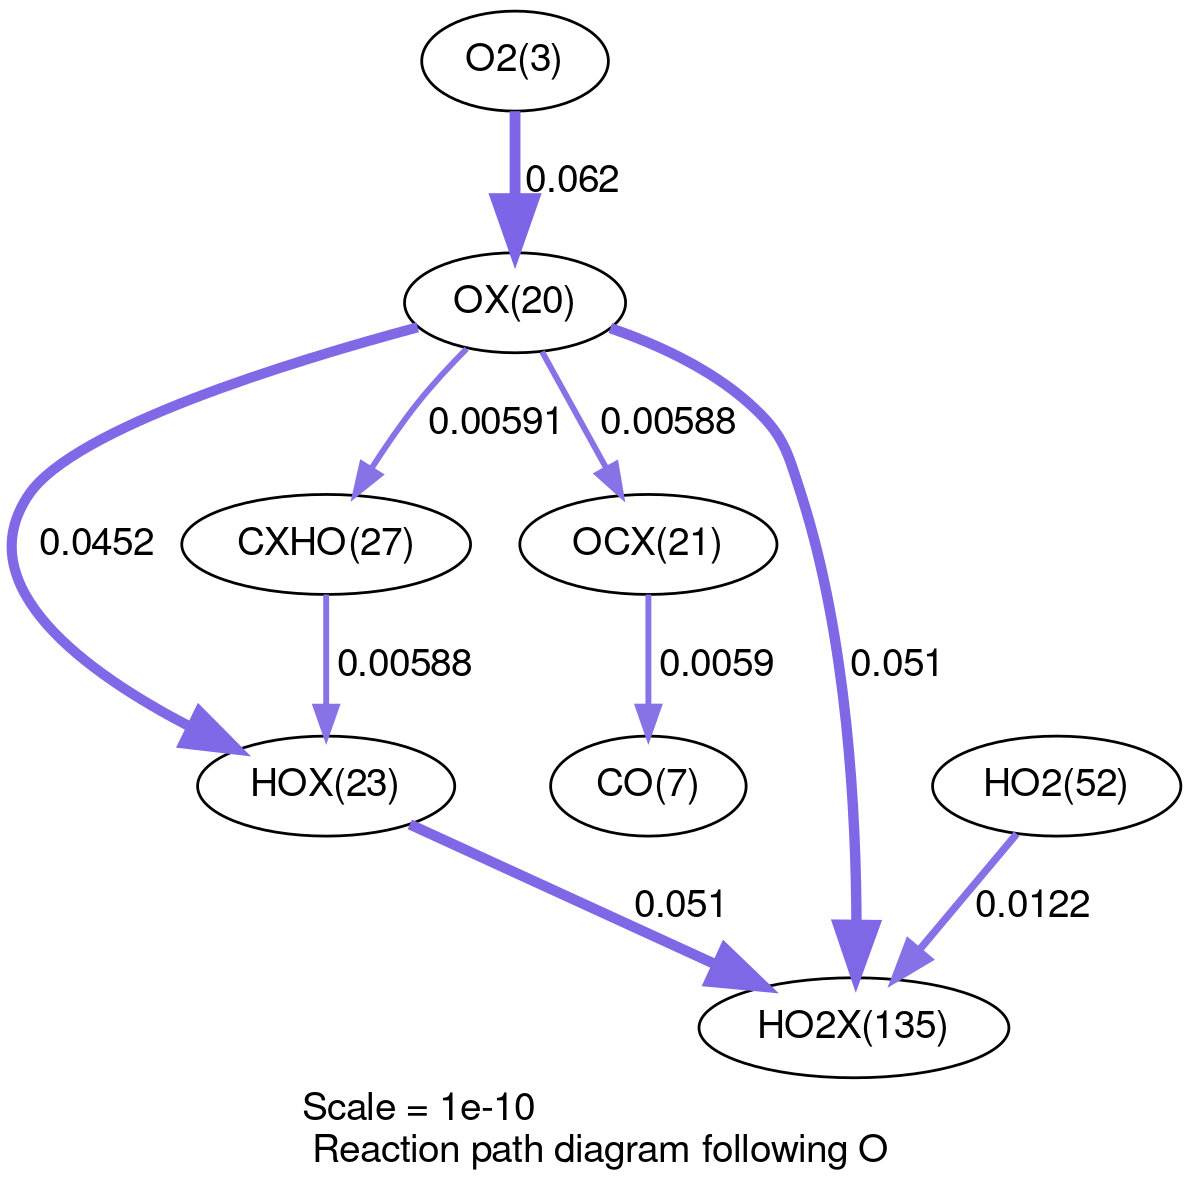 O2(3)
0.062
OX(20)
0.00591
0.00588
0.0452
CXHO(27)
OCX(21)
0.00588
0.0059
0.051
HOX(23)
CO(7)
HO2(52)
0.051
0.0122
HO2X(135)
Scale = 1e-10
Reaction path diagram following O